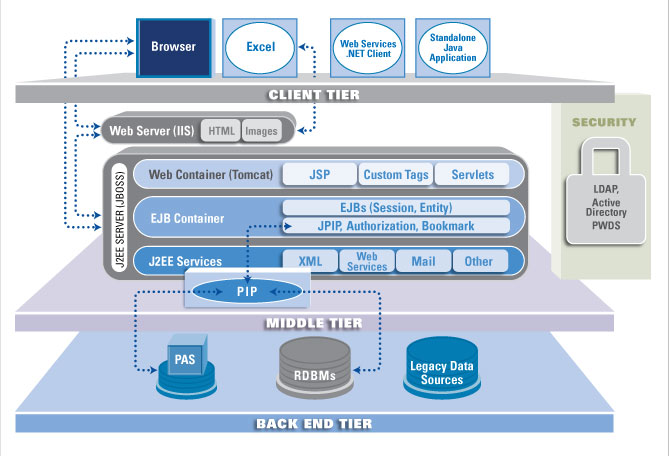 Browser
Excel
Web Services
.NET Client
Standalone
Java
Application
CLIENT TIER
Web Server (IIS)
HTML
Images
SECURITY
LDAP,
Active
Directory
PWDS
J2EE SERVER (JBOSS)
Web Container (Tomcat)
JSP
Custom Tags
Servlets
EJB Container
EJBs (Session, Entity)
JPIP, Authorization, Bookmark
J2EE Services
XML
Web
Services
Mail
Other
PIP
MIDDLE TIER
PAS
RDBMs
Legacy Data
Sources
BACK END TIER